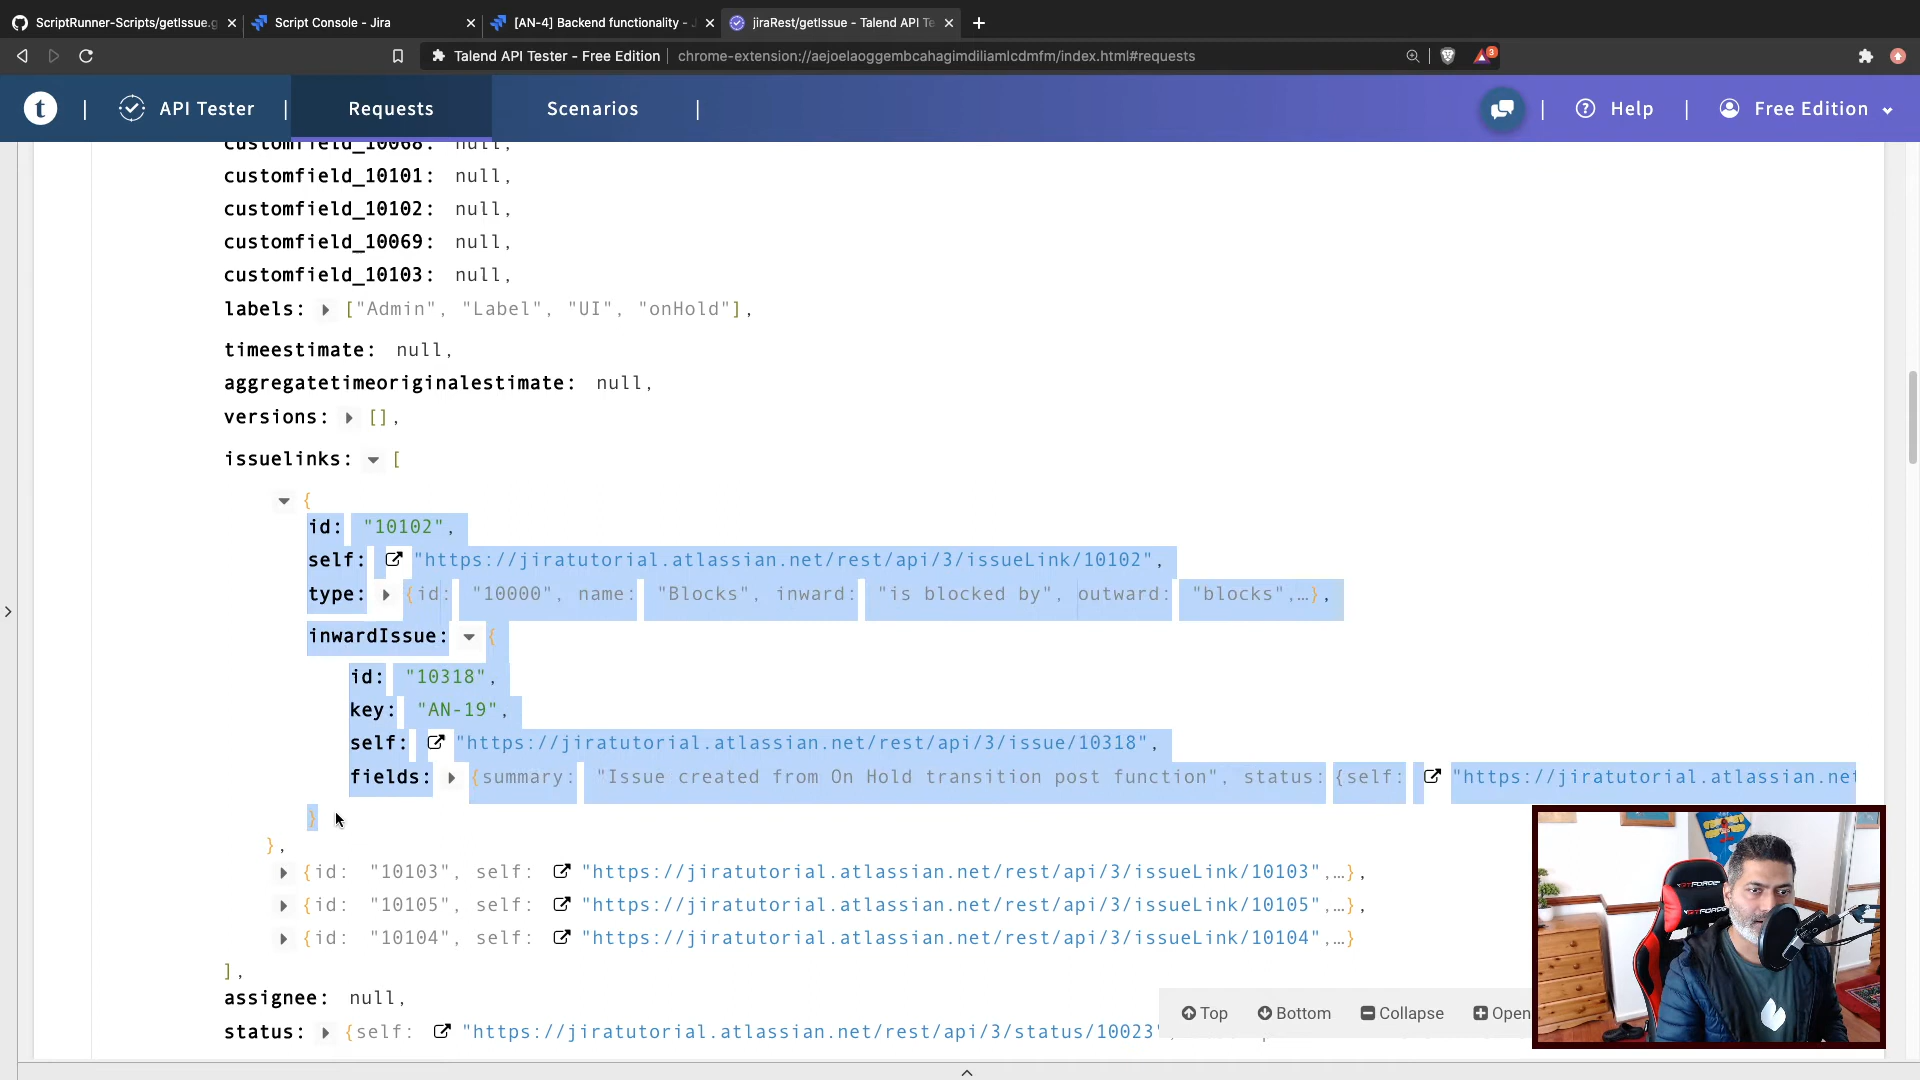 ScriptRunner-Scripts/getIssue.g
Script Console - Jira
[AN-4] Backend functionality - J
jiraRest/getIssue - Talend API Te
Talend API Tester - Free Edition
chrome-extension://aejoelaoggembcahagimdiliamlcdmfm/index.html#requests
3
t | API Tester | Requests Scenarios | Help | Free Edition
customfield_10068: null,
customfield_10101: null,
customfield_10102: null,
customfield_10069: null,
customfield_10103: null,
labels: ["Admin", "Label", "UI", "onHold"],
timeestimate: null,
aggregatetimeoriginalestimate: null,
versions: [],
issuelinks: [
{
id: "10102",
self: "https://jiratutorial.atlassian.net/rest/api/3/issueLink/10102",
type: {id: "10000", name: "Blocks", inward: "is blocked by", outward: "blocks",…},
inwardIssue: {
id: "10318",
key: "AN-19",
self: "https://jiratutorial.atlassian.net/rest/api/3/issue/10318",
fields: {summary: "Issue created from On Hold transition post function", status: {self: "https://jiratutorial.atlassian.net
}
},
{id: "10103", self: "https://jiratutorial.atlassian.net/rest/api/3/issueLink/10103",…},
{id: "10105", self: "https://jiratutorial.atlassian.net/rest/api/3/issueLink/10105",…},
{id: "10104", self: "https://jiratutorial.atlassian.net/rest/api/3/issueLink/10104",…}
],
assignee: null,
Top Bottom Collapse Open
status: {self: "https://jiratutorial.atlassian.net/rest/api/3/status/10023"